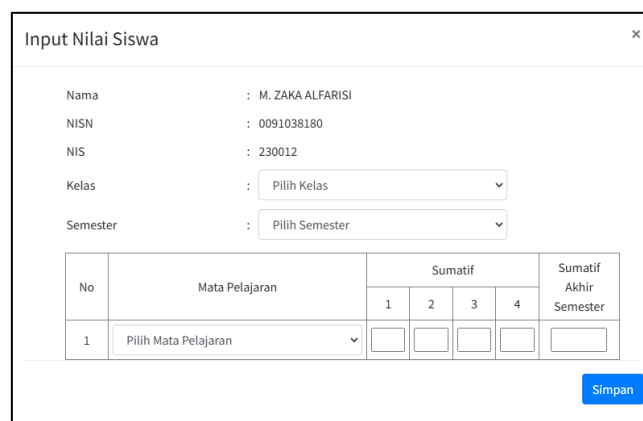 Input Nilai Siswa ×
Nama : M. ZAKA ALFARISI
NISN : 0091038180
NIS : 230012
Kelas : Pilih Kelas
Semester : Pilih Semester
No Mata Pelajaran Sumatif Sumatif Akhir Semester
1 2 3 4
1 Pilih Mata Pelajaran
Simpan